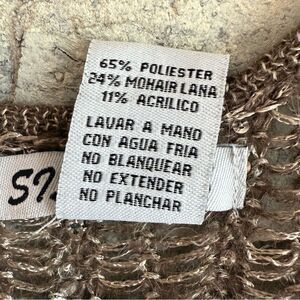 65% POLIESTER
24% MOHAIR LANA
11% ACRILICO
LAVAR A MANO
CON AGUA FRIA
NO BLANQUEAR
NO EXTENDER
NO PLANCHAR